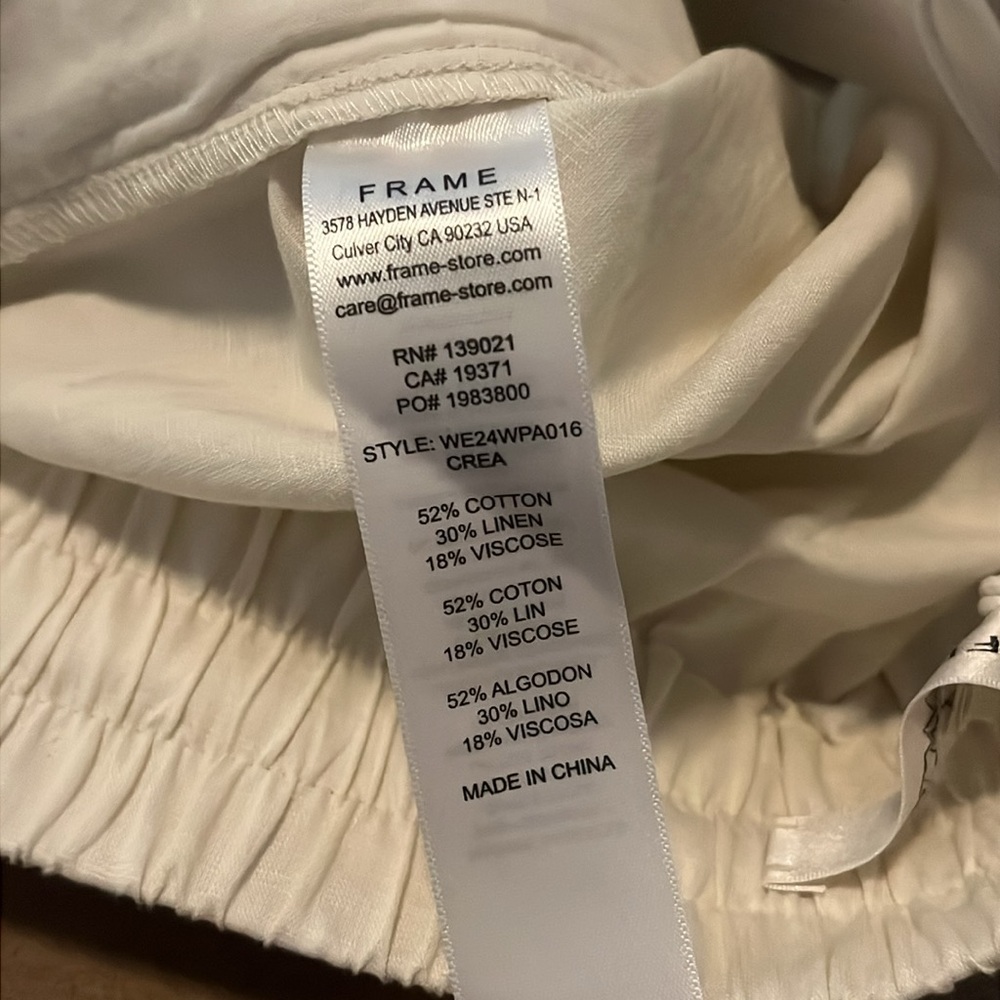 FRAME
3578 HAYDEN AVENUE STE N-1
Culver City CA 90232 USA
www.frame-store.com
care@frame-store.com
RN# 139021
CA# 19371
PO# 1983800
STYLE: WE24WPA016
CREA
52% COTTON
30% LINEN
18% VISCOSE
52% COTON
30% LIN
18% VISCOSE
52% ALGODON
30% LINO
18% VISCOSA
MADE IN CHINA